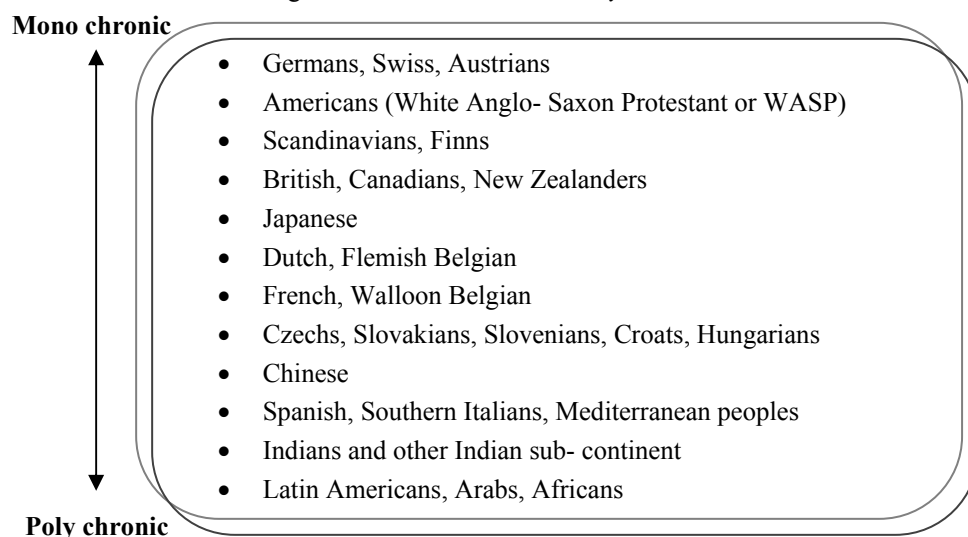 Mono chronic
• Germans, Swiss, Austrians
• Americans (White Anglo- Saxon Protestant or WASP)
• Scandinavians, Finns
• British, Canadians, New Zealanders
• Japanese
• Dutch, Flemish Belgian
• French, Walloon Belgian
• Czechs, Slovakians, Slovenians, Croats, Hungarians
• Chinese
• Spanish, Southern Italians, Mediterranean peoples
• Indians and other Indian sub- continent
• Latin Americans, Arabs, Africans
Poly chronic